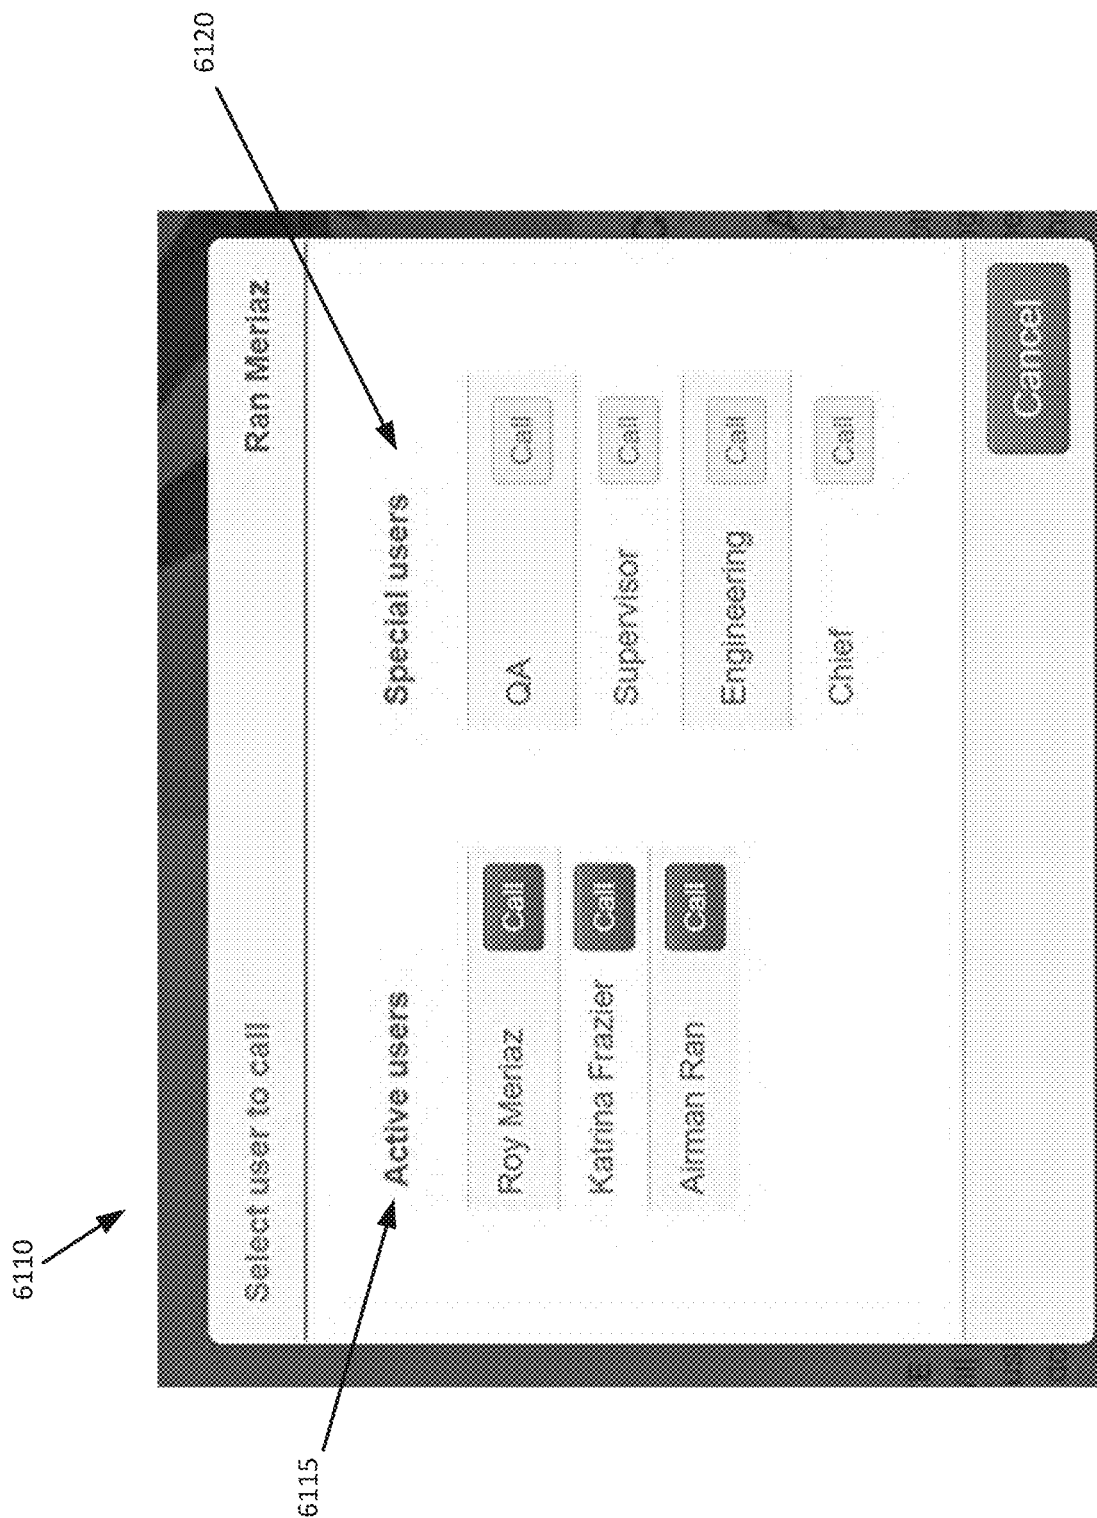 6110
6115
6120
Select user to call
Ran Meriaz
Active users
Roy Meriaz Call
Katrina Frazier Call
Airman Ran Call
Special users
QA Call
Supervisor Call
Engineering Call
Chief Call
Cancel